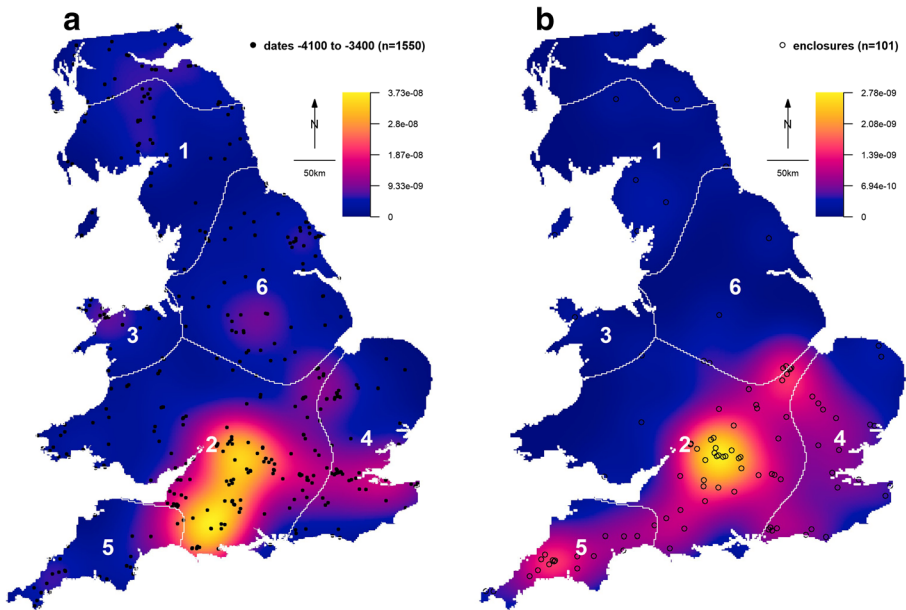 a
dates -4100 to -3400 (n=1550)
3.73e-08
2.8e-08
1.87e-08
9.33e-09
0
N
50km
1
6
3
2
4
5
b
enclosures (n=101)
2.78e-09
2.08e-09
1.39e-09
6.94e-10
0
N
50km
1
6
3
2
4
5